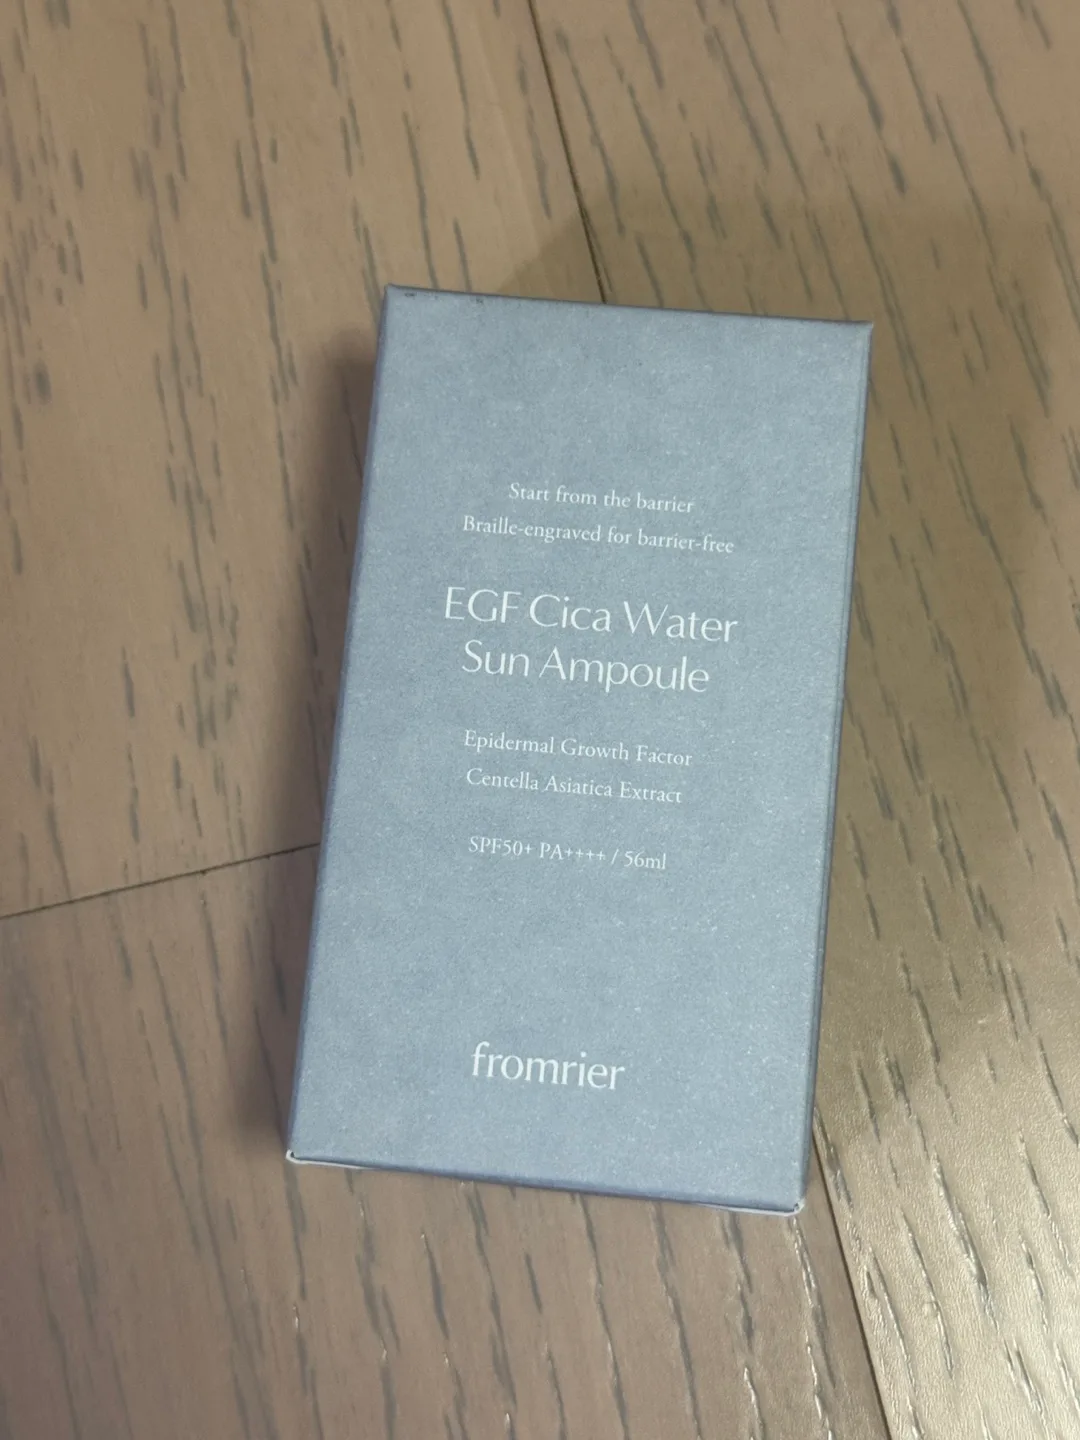 Start from the barrier
Braille-engraved for barrier-free
EGF Cica Water
Sun Ampoule
Epidermal Growth Factor
Centella Asiatica Extract
SPF50+ PA++++ / 56ml
fromrier